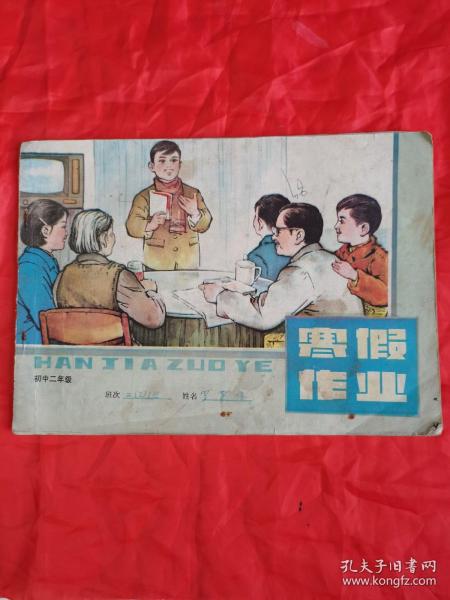 HAN JIA ZUO YE
寒假
作业
初中二年级
班次 姓名
孔夫子旧书网
www.kongfz.com